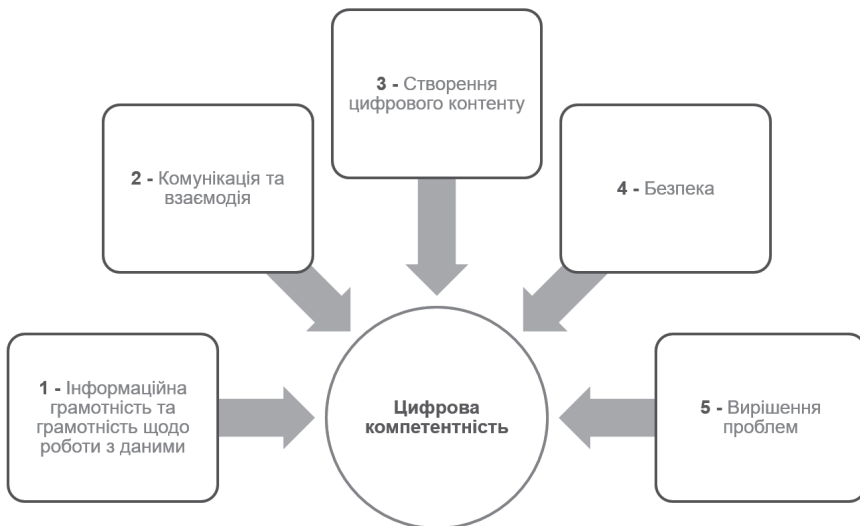 1 - Інформаційна
грамотність та
грамотність щодо
роботи з даними
2 - Комунікація та
взаємодія
3 - Створення
цифрового контенту
4 - Безпека
5 - Вирішення
проблем
Цифрова
компетентність